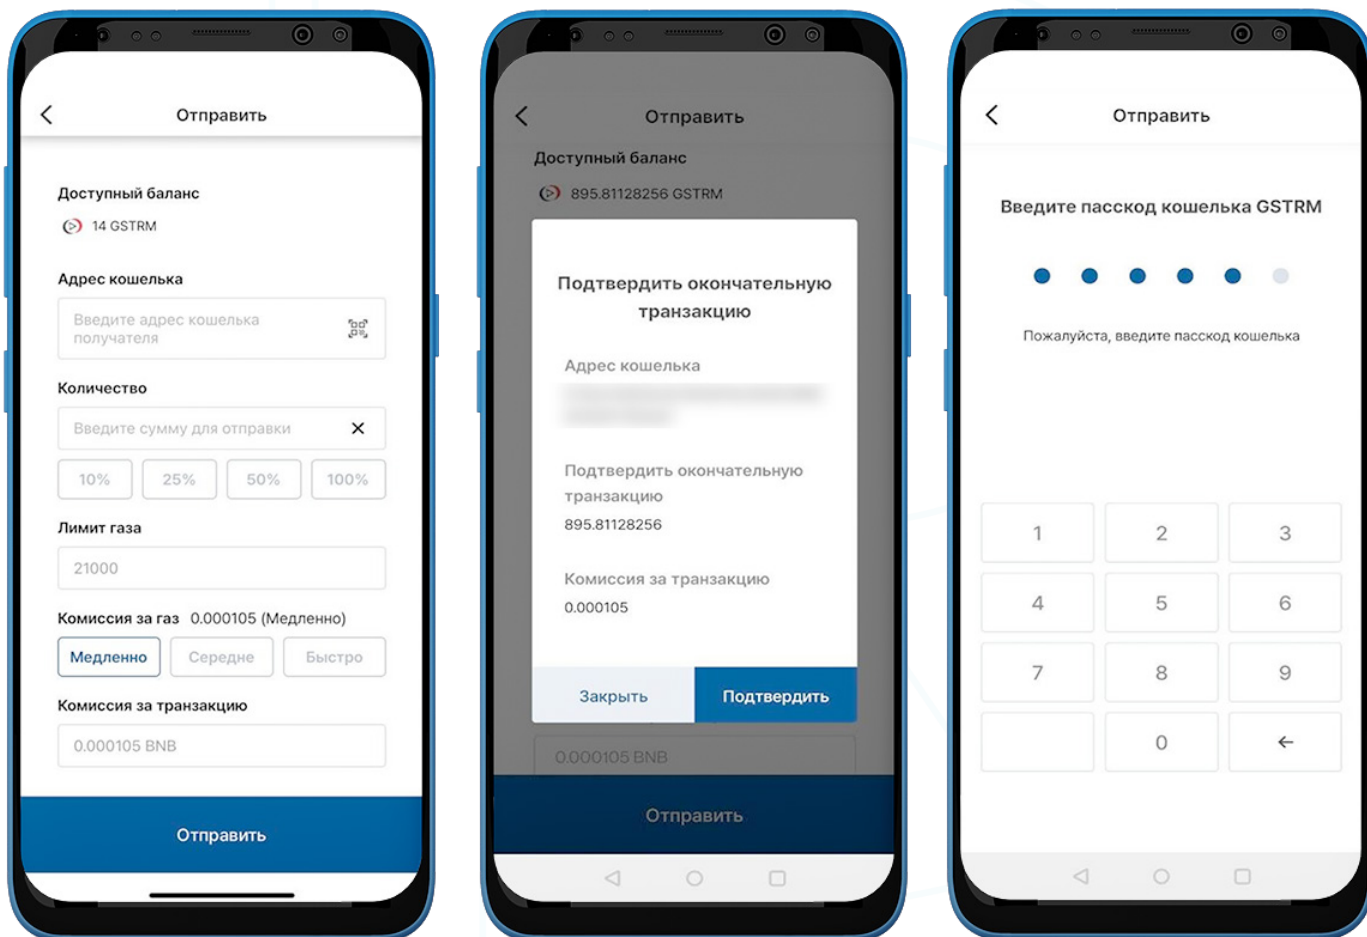 Отправить
Доступный баланс
14 GSTRM
Адрес кошелька
Введите адрес кошелька
получателя
Количество
Введите сумму для отправки
10% 25% 50% 100%
Лимит газа
21000
Комиссия за газ 0.000105 (Медленно)
Медленно Середне Быстро
Комиссия за транзакцию
0.000105 BNB
Отправить
Отправить
Доступный баланс
895.81128256 GSTRM
Подтвердить окончательную
транзакцию
Адрес кошелька
Подтвердить окончательную
транзакцию
895.81128256
Комиссия за транзакцию
0.000105
Закрыть Подтвердить
0.000105 BNB
Отправить
Отправить
Введите пасскод кошелька GSTRM
Пожалуйста, введите пасскод кошелька
1 2 3
4 5 6
7 8 9
0